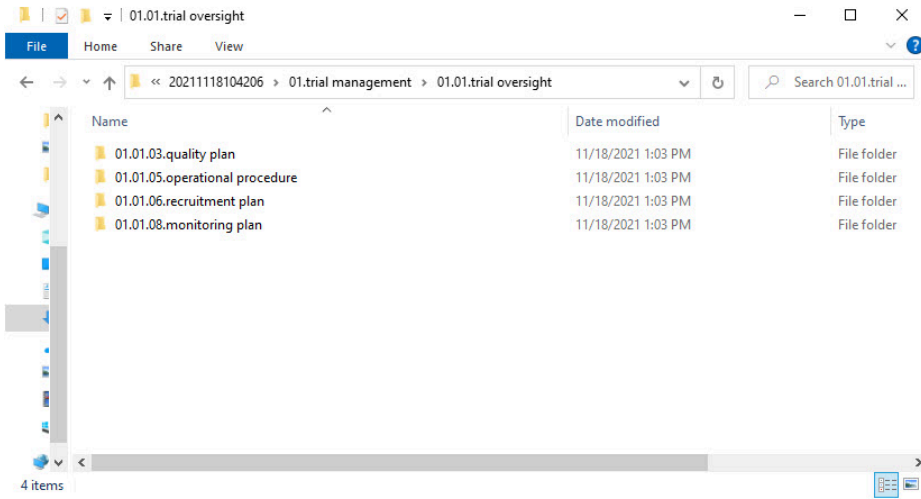 01.01.trial oversight
File Home Share View
« 20211118104206 › 01.trial management › 01.01.trial oversight
Search 01.01.trial ...
Name Date modified Type
01.01.03.quality plan 11/18/2021 1:03 PM File folder
01.01.05.operational procedure 11/18/2021 1:03 PM File folder
01.01.06.recruitment plan 11/18/2021 1:03 PM File folder
01.01.08.monitoring plan 11/18/2021 1:03 PM File folder
4 items